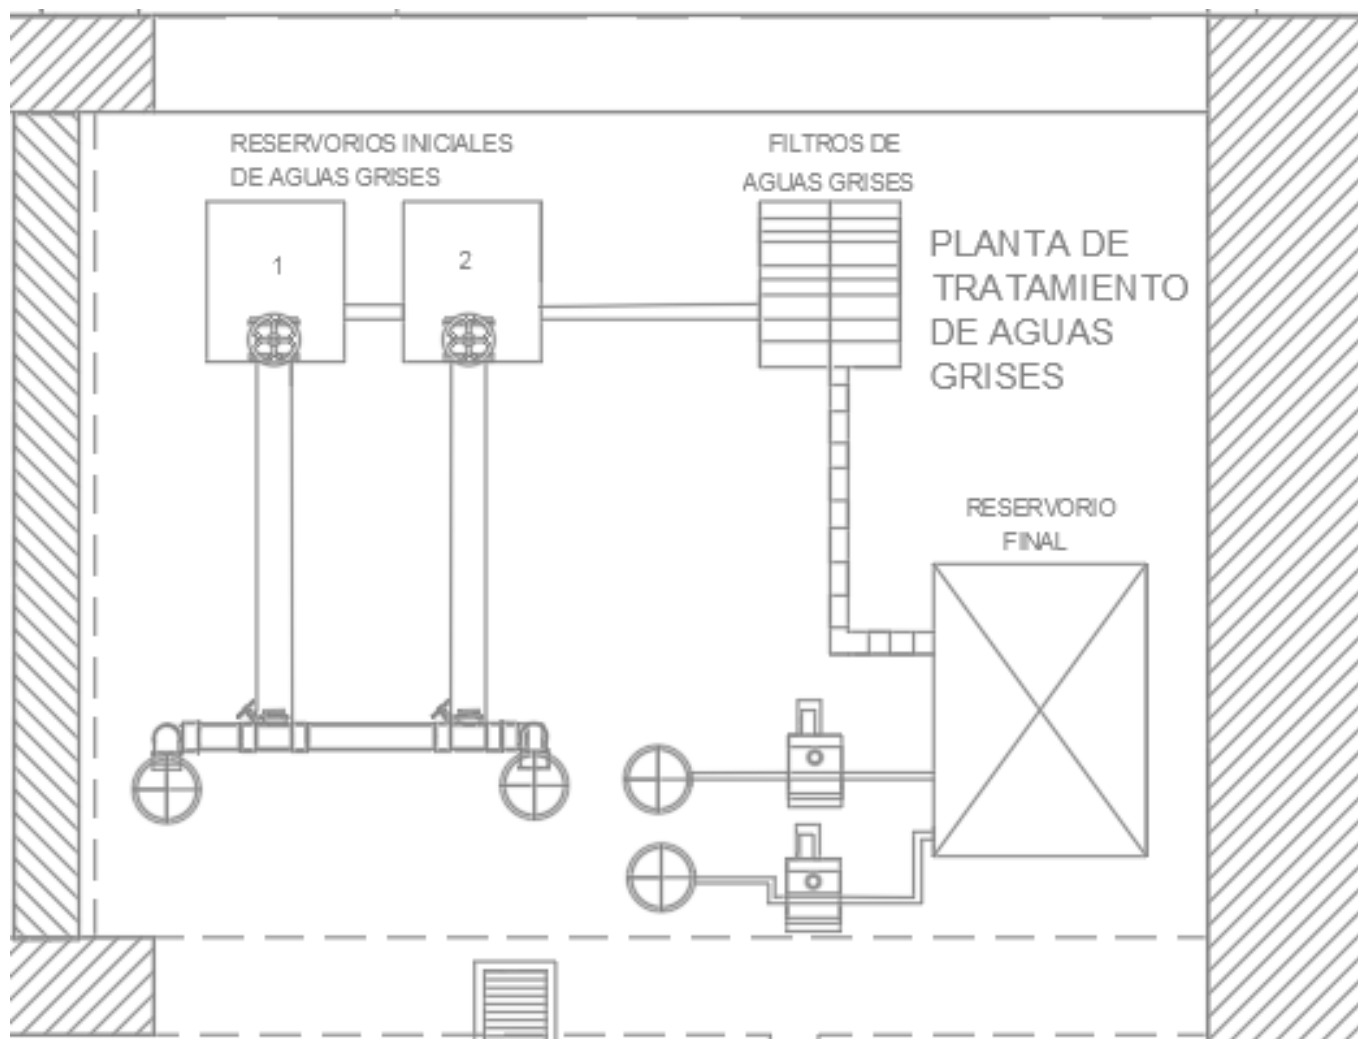 RESERVORIOS INICIALES
DE AGUAS GRISES
1
2
FILTROS DE
AGUAS GRISES
PLANTA DE
TRATAMIENTO
DE AGUAS
GRISES
RESERVORIO
FINAL